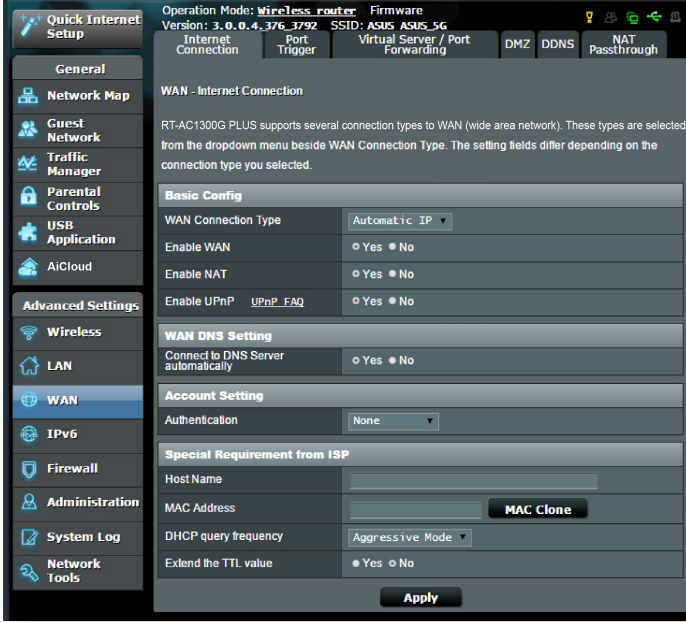 Quick Internet
Setup
General
Network Map
Guest
Network
Traffic
Manager
Parental
Controls
USB
Application
AiCloud
Advanced Settings
Wireless
LAN
WAN
IPv6
Firewall
Administration
System Log
Network
Tools
Operation Mode: Wireless router Firmware
Version: 3.0.0.4.376_3792 SSID: ASUS ASUS_5G
Internet
Connection
Port
Trigger
Virtual Server / Port
Forwarding
DMZ
DDNS
NAT
Passthrough
WAN - Internet Connection
RT-AC1300G PLUS supports several connection types to WAN (wide area network). These types are selected
from the dropdown menu beside WAN Connection Type. The setting fields differ depending on the
connection type you selected.
Basic Config
WAN Connection Type Automatic IP
Enable WAN Yes No
Enable NAT Yes No
Enable UPnP UPnP FAQ Yes No
WAN DNS Setting
Connect to DNS Server
automatically Yes No
Account Setting
Authentication None
Special Requirement from ISP
Host Name
MAC Address MAC Clone
DHCP query frequency Aggressive Mode
Extend the TTL value Yes No
Apply